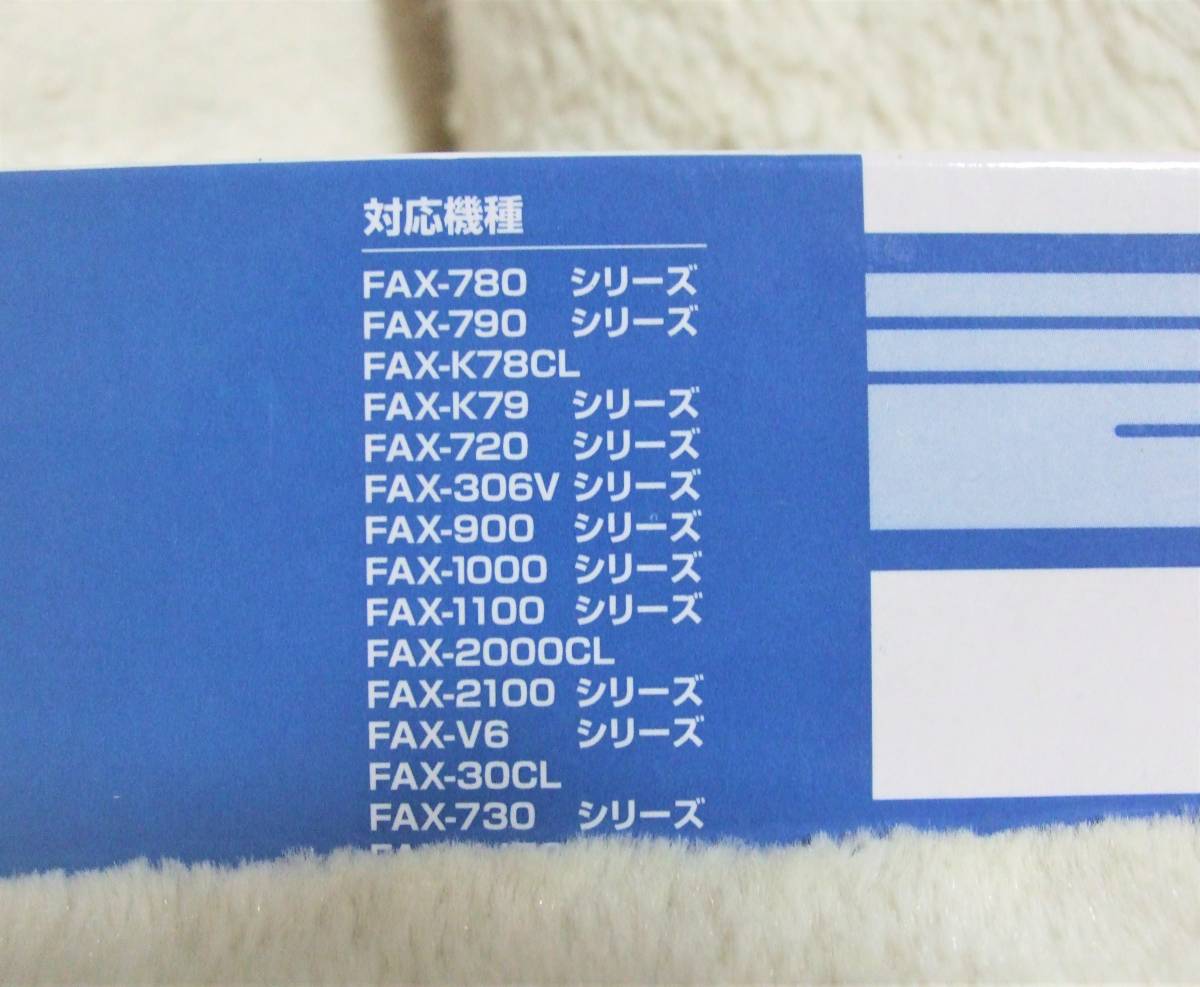 対応機種
FAX-780 シリーズ
FAX-790 シリーズ
FAX-K78CL
FAX-K79 シリーズ
FAX-720 シリーズ
FAX-306V シリーズ
FAX-900 シリーズ
FAX-1000 シリーズ
FAX-1100 シリーズ
FAX-2000CL
FAX-2100 シリーズ
FAX-V6 シリーズ
FAX-30CL
FAX-730 シリーズ